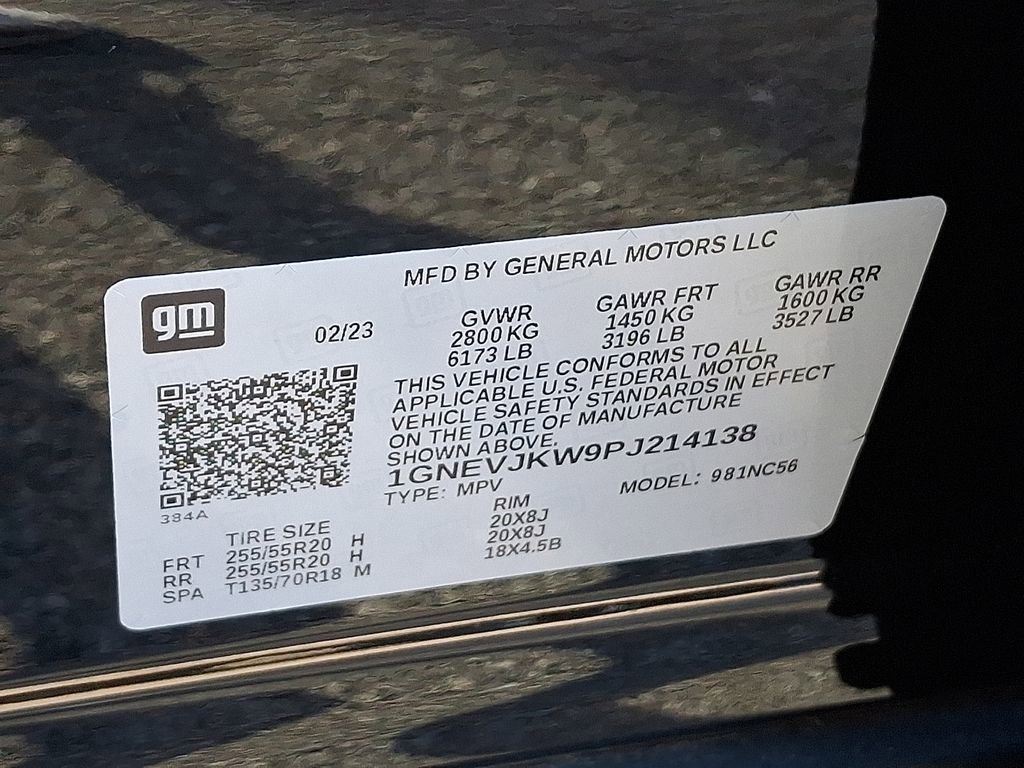 MFD BY GENERAL MOTORS LLC
gm
02/23
GVWR
2800 KG
6173 LB
GAWR FRT
1450 KG
3196 LB
GAWR RR
1600 KG
3527 LB
THIS VEHICLE CONFORMS TO ALL
APPLICABLE U.S. FEDERAL MOTOR
VEHICLE SAFETY STANDARDS IN EFFECT
ON THE DATE OF MANUFACTURE
SHOWN ABOVE.
1GNEVJKW9PJ214138
TYPE: MPV
MODEL: 981NC56
384A
TIRE SIZE RIM
FRT 255/55R20 H 20X8J
RR 255/55R20 H 20X8J
SPA T135/70R18 M 18X4.5B